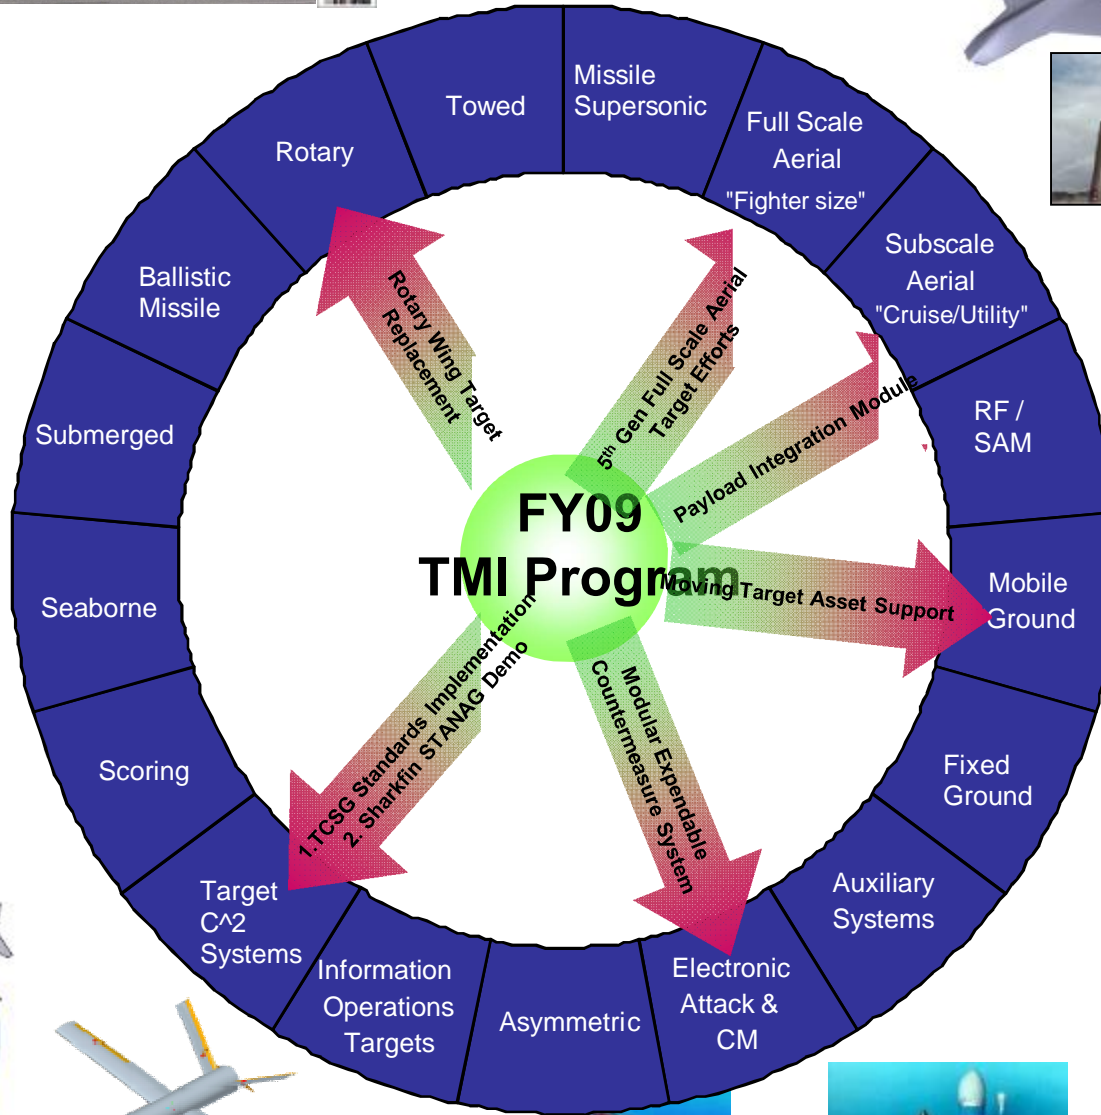 Towed
Missile
Supersonic
Full Scale
Aerial
"Fighter size"
Subscale
Aerial
"Cruise/Utility"
RF /
SAM
Mobile
Ground
Fixed
Ground
Auxiliary
Systems
Electronic
Attack &
CM
Asymmetric
Information
Operations
Targets
Target
C^2
Systems
Scoring
Seaborne
Submerged
Ballistic
Missile
Rotary
Rotary Wing Target
Replacement
5th Gen Full Scale Aerial
Target Efforts
Payload Integration Module
Moving Target Asset Support
Modular Expendable
Countermeasure System
1.TCSG Standards Implementation
2. Sharkfin STANAG Demo
FY09
TMI Program